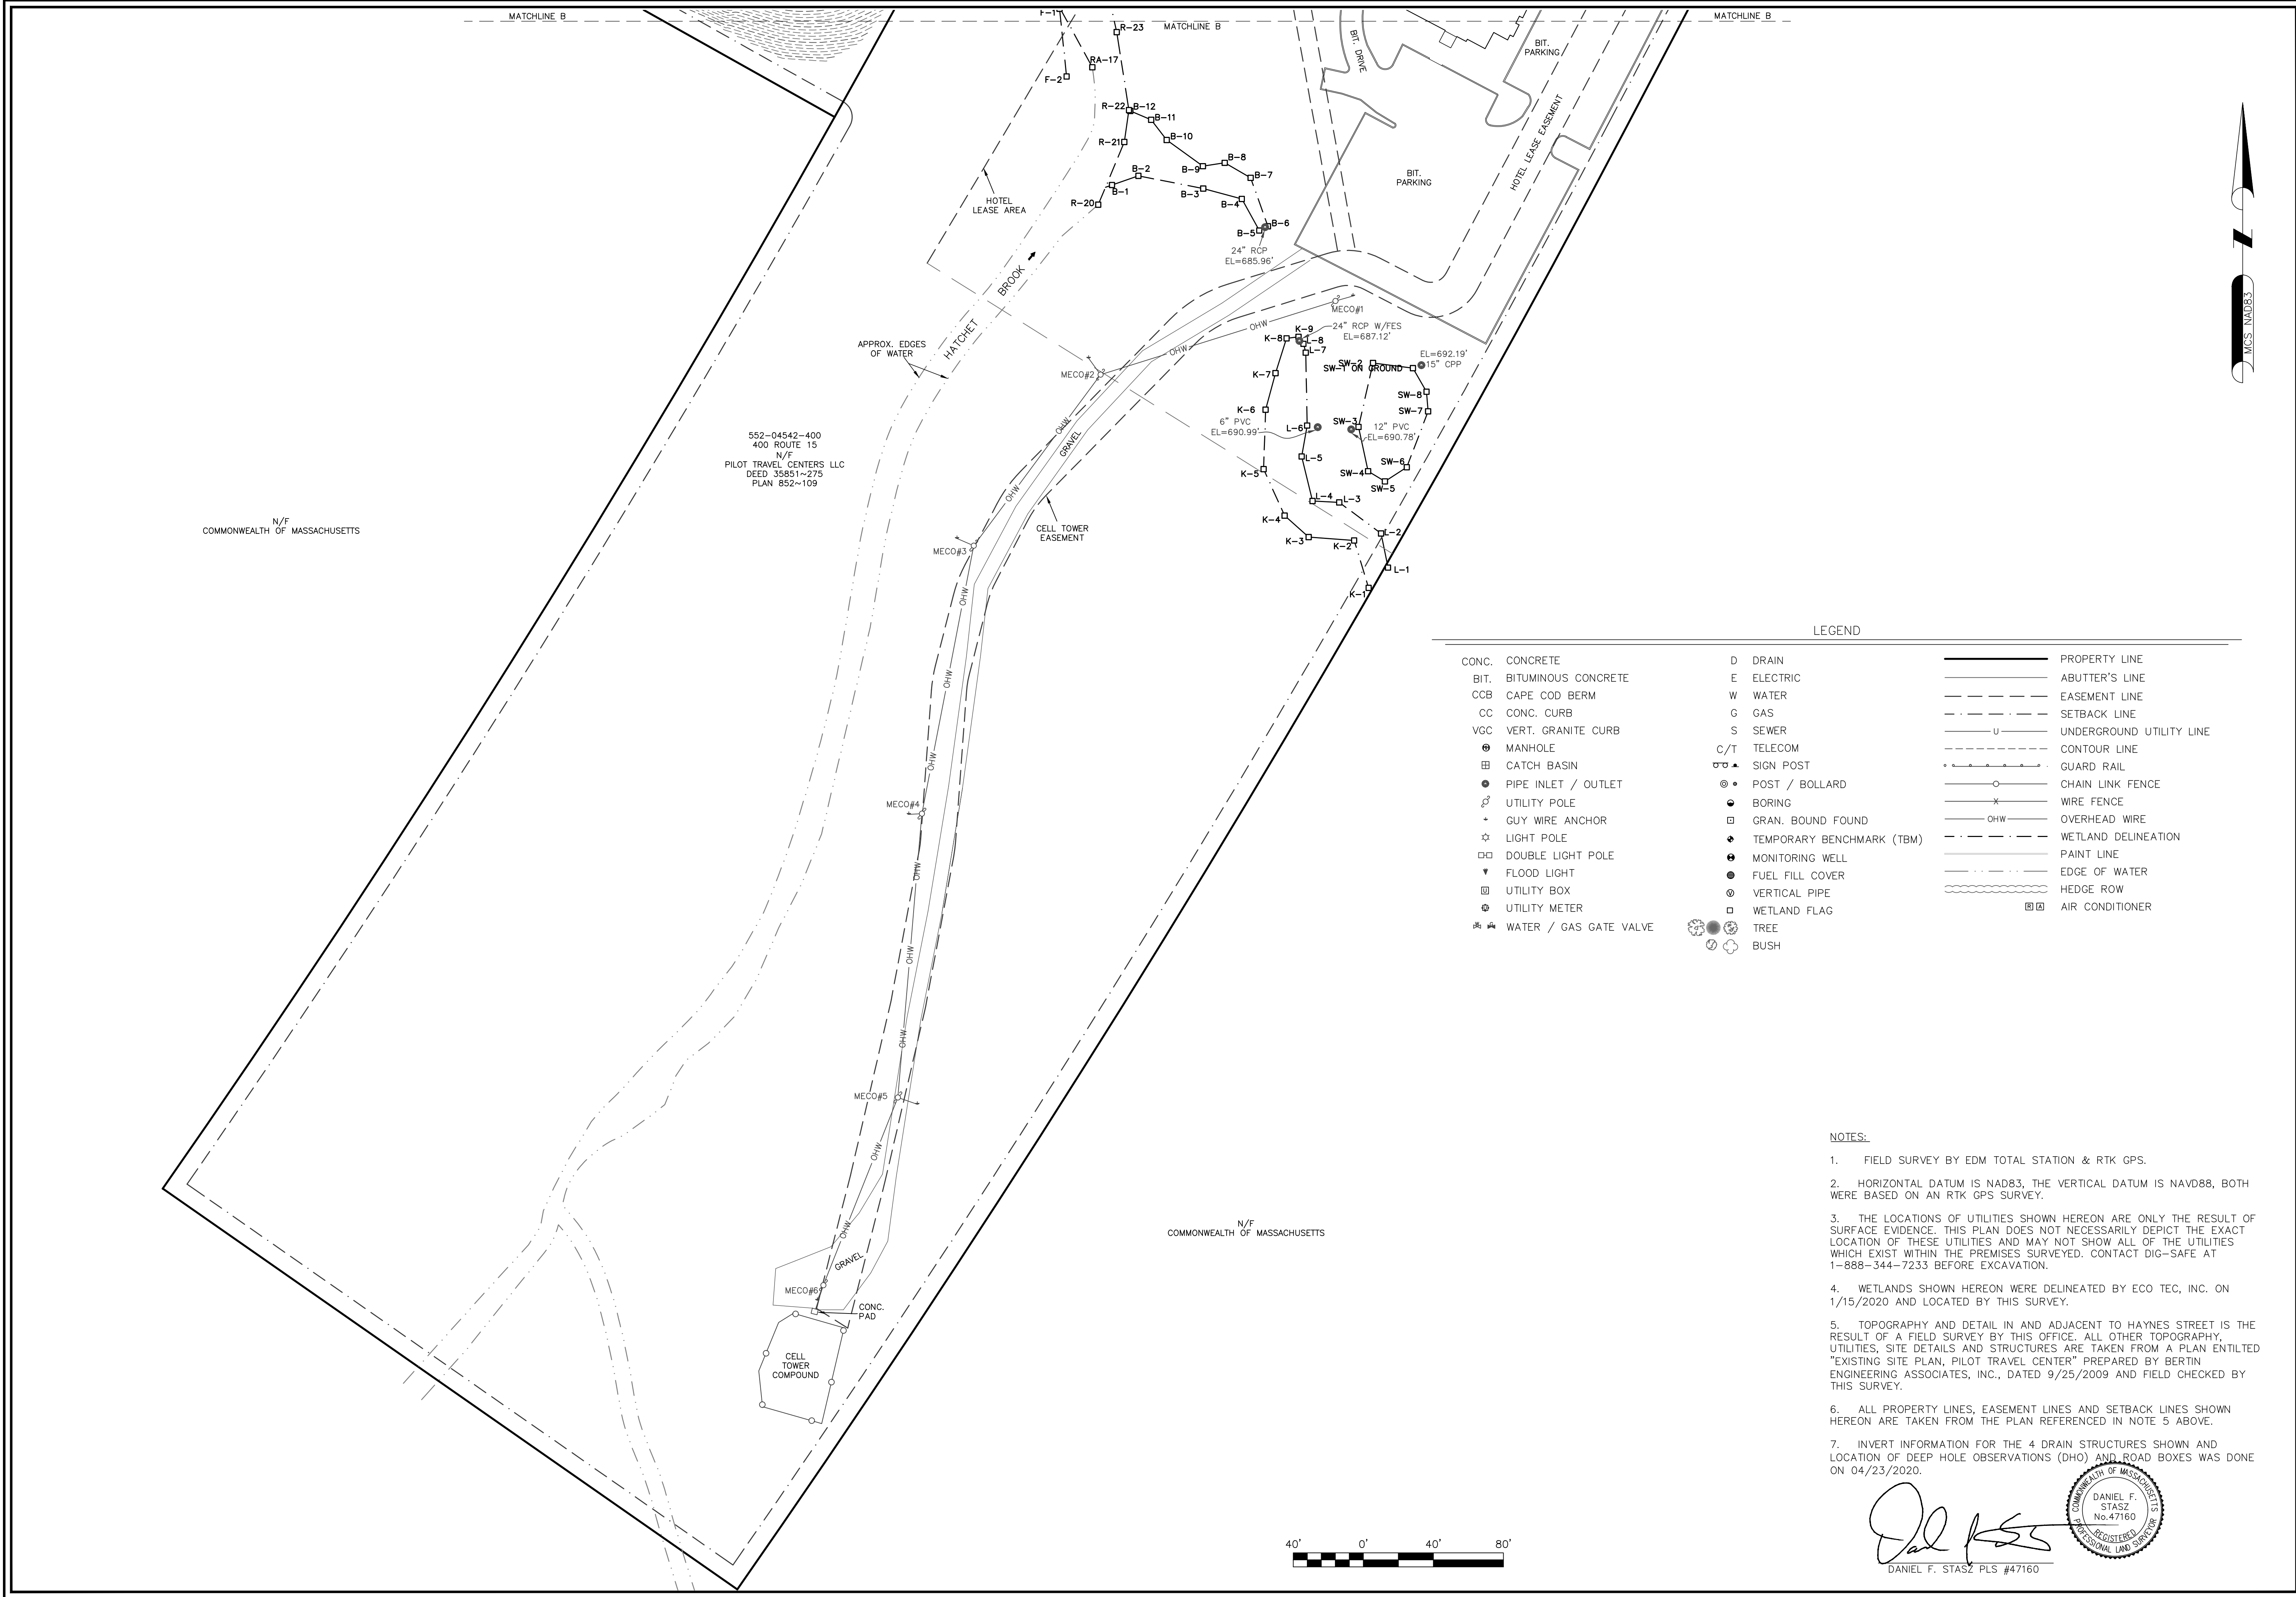 MATCHLINE B
MATCHLINE B
MATCHLINE B
F-1
R-23
RA-17
F-2
BIT. DRIVE
BIT.
PARKING
R-22
B-12
B-11
B-10
R-21
B-9
B-8
B-7
B-2
B-1
B-3
B-4
R-20
B-5
B-6
24" RCP
EL=685.96'
BIT.
PARKING
HOTEL LEASE EASEMENT
HOTEL
LEASE AREA
HATCHET BROOK
APPROX. EDGES
OF WATER
MCS NAD83
MECO#1
OHW
OHW
MECO#2
K-9
24" RCP W/FES
EL=687.12'
K-8
L-8
L-7
EL=692.19'
15" CPP
SW-2
SW-1 ON GROUND
K-7
SW-8
SW-7
K-6
6" PVC
EL=690.99'
L-6
SW-3
12" PVC
EL=690.78'
OHW
GRAVEL
L-5
SW-6
K-5
SW-4
SW-5
552-04542-400
400 ROUTE 15
N/F
PILOT TRAVEL CENTERS LLC
DEED 35851~275
PLAN 852~109
OHW
L-4
L-3
K-4
L-2
K-3
K-2
L-1
K-1
CELL TOWER
EASEMENT
N/F
COMMONWEALTH OF MASSACHUSETTS
MECO#3
OHW
OHW
OHW
MECO#4
OHW
OHW
OHW
MECO#5
OHW
OHW
GRAVEL
MECO#6
CONC.
PAD
CELL
TOWER
COMPOUND
N/F
COMMONWEALTH OF MASSACHUSETTS
LEGEND
CONC. CONCRETE
BIT. BITUMINOUS CONCRETE
CCB CAPE COD BERM
CC CONC. CURB
VGC VERT. GRANITE CURB
MANHOLE
CATCH BASIN
PIPE INLET / OUTLET
UTILITY POLE
GUY WIRE ANCHOR
LIGHT POLE
DOUBLE LIGHT POLE
FLOOD LIGHT
U UTILITY BOX
UTILITY METER
WATER / GAS GATE VALVE
D DRAIN
E ELECTRIC
W WATER
G GAS
S SEWER
C/T TELECOM
SIGN POST
POST / BOLLARD
BORING
GRAN. BOUND FOUND
TEMPORARY BENCHMARK (TBM)
MONITORING WELL
FUEL FILL COVER
V VERTICAL PIPE
WETLAND FLAG
TREE
BUSH
PROPERTY LINE
ABUTTER'S LINE
EASEMENT LINE
SETBACK LINE
U UNDERGROUND UTILITY LINE
CONTOUR LINE
GUARD RAIL
CHAIN LINK FENCE
X WIRE FENCE
OHW OVERHEAD WIRE
WETLAND DELINEATION
PAINT LINE
EDGE OF WATER
HEDGE ROW
AIR CONDITIONER
NOTES:
1. FIELD SURVEY BY EDM TOTAL STATION & RTK GPS.
2. HORIZONTAL DATUM IS NAD83, THE VERTICAL DATUM IS NAVD88, BOTH
WERE BASED ON AN RTK GPS SURVEY.
3. THE LOCATIONS OF UTILITIES SHOWN HEREON ARE ONLY THE RESULT OF
SURFACE EVIDENCE. THIS PLAN DOES NOT NECESSARILY DEPICT THE EXACT
LOCATION OF THESE UTILITIES AND MAY NOT SHOW ALL OF THE UTILITIES
WHICH EXIST WITHIN THE PREMISES SURVEYED. CONTACT DIG-SAFE AT
1-888-344-7233 BEFORE EXCAVATION.
4. WETLANDS SHOWN HEREON WERE DELINEATED BY ECO TEC, INC. ON
1/15/2020 AND LOCATED BY THIS SURVEY.
5. TOPOGRAPHY AND DETAIL IN AND ADJACENT TO HAYNES STREET IS THE
RESULT OF A FIELD SURVEY BY THIS OFFICE. ALL OTHER TOPOGRAPHY,
UTILITIES, SITE DETAILS AND STRUCTURES ARE TAKEN FROM A PLAN ENTILTED
"EXISTING SITE PLAN, PILOT TRAVEL CENTER" PREPARED BY BERTIN
ENGINEERING ASSOCIATES, INC., DATED 9/25/2009 AND FIELD CHECKED BY
THIS SURVEY.
6. ALL PROPERTY LINES, EASEMENT LINES AND SETBACK LINES SHOWN
HEREON ARE TAKEN FROM THE PLAN REFERENCED IN NOTE 5 ABOVE.
7. INVERT INFORMATION FOR THE 4 DRAIN STRUCTURES SHOWN AND
LOCATION OF DEEP HOLE OBSERVATIONS (DHO) AND ROAD BOXES WAS DONE
ON 04/23/2020.
COMMONWEALTH OF MASSACHUSETTS
DANIEL F.
STASZ
No.47160
REGISTERED
PROFESSIONAL LAND SURVEYOR
DANIEL F. STASZ PLS #47160
40' 0' 40' 80'